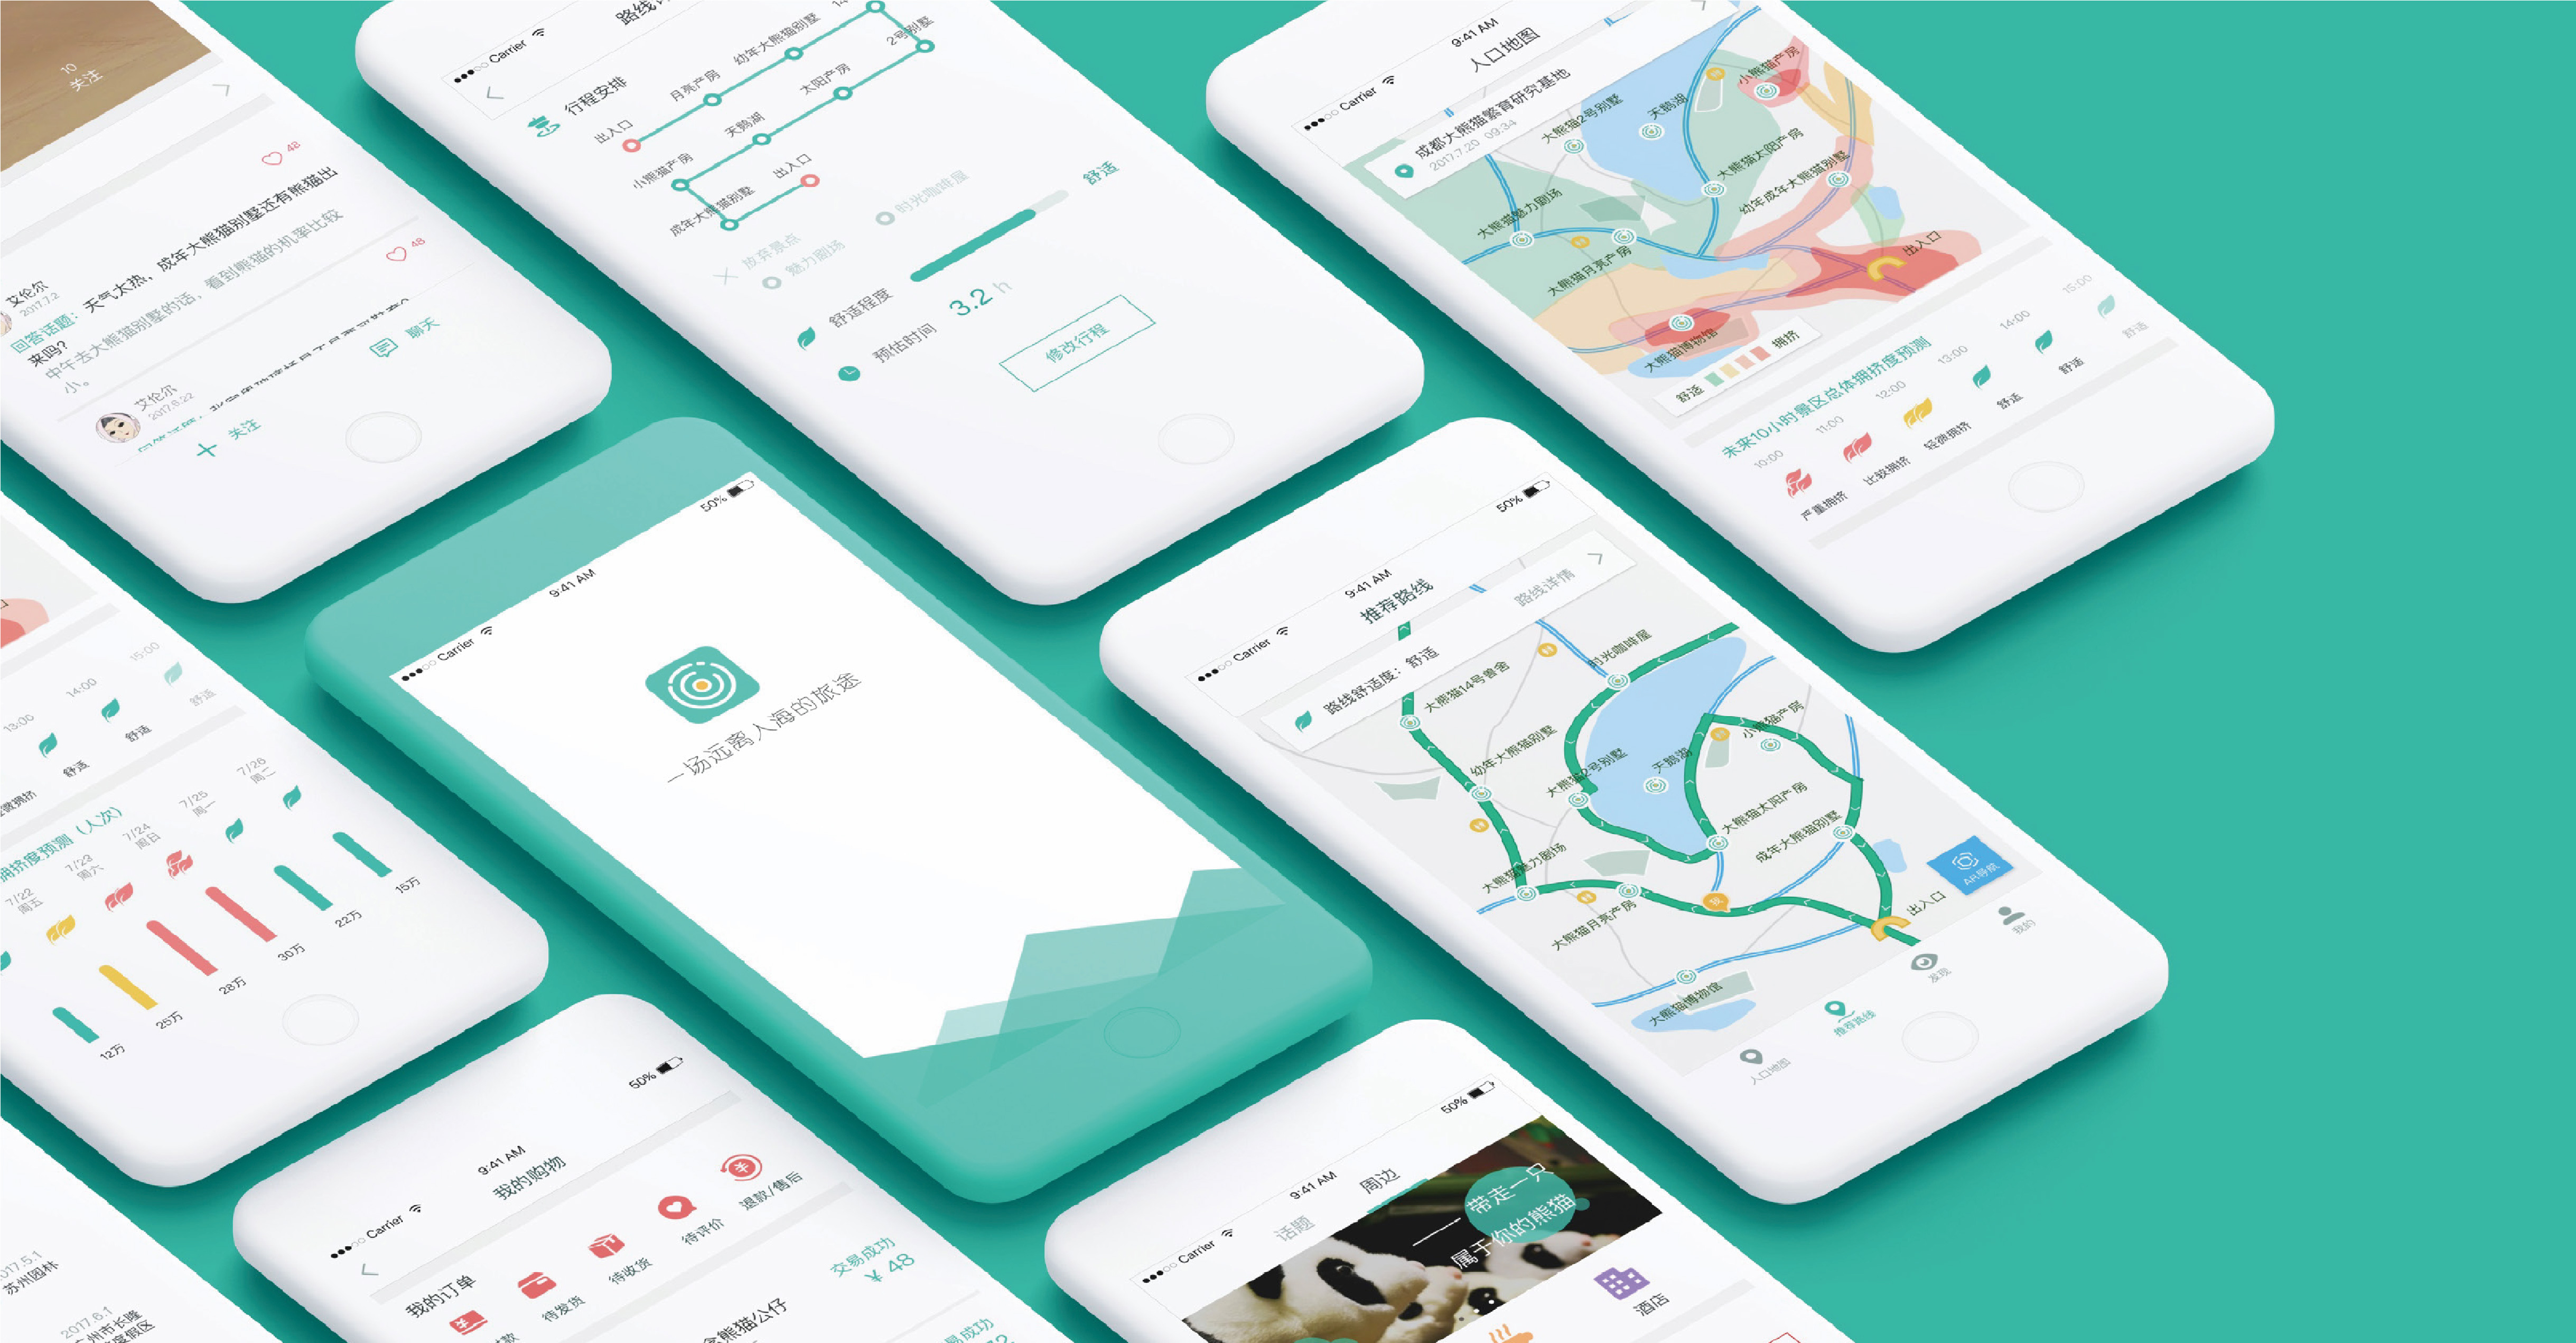 10
关注
48
艾伦尔
2017.7.2
回答话题：天气太热，成年大熊猫别墅还有熊猫出
来吗？
中午去大熊猫别墅的话，看到熊猫的机率比较
小。
48
艾伦尔
2017.6.22
关注
聊天
Carrier
行程安排
出入口
月亮产房
幼年大熊猫别墅
2号别墅
太阳产房
天鹅湖
小熊猫产房
成年大熊猫别墅
出入口
放弃景点
魅力剧场
时光咖啡屋
舒适程度
舒适
预估时间
3.2 h
修改行程
Carrier
9:41 AM
人口地图
成都大熊猫繁育研究基地
2017.7.20 09:34
大熊猫2号别墅
天鹅湖
小熊猫产房
大熊猫太阳产房
幼年成年大熊猫别墅
大熊猫魅力剧场
大熊猫月亮产房
出入口
大熊猫博物馆
舒适
拥挤
未来10小时景区总体拥挤度预测
10:00
11:00
12:00
13:00
14:00
15:00
严重拥挤
比较拥挤
轻微拥挤
舒适
舒适
舒适
13:00
14:00
15:00
微拥挤
舒适
舒适
舒适
拥挤度预测（人次）
7/22
周五
7/23
周六
7/24
周日
7/25
周一
7/26
周二
12万
25万
28万
30万
22万
15万
Carrier
9:41 AM
50%
一场远离人海的旅途
Carrier
9:41 AM
50%
推荐路线
路线舒适度：舒适
路线详情
大熊猫14号兽舍
时光咖啡屋
幼年大熊猫别墅
大熊猫2号别墅
天鹅湖
小熊猫产房
大熊猫太阳产房
成年大熊猫别墅
大熊猫魅力剧场
大熊猫月亮产房
我
出入口
大熊猫博物馆
AR导航
人口地图
推荐路线
发现
我的
2017.5.1
苏州园林
2017.6.1
州市长隆
度假区
Carrier
9:41 AM
50%
我的购物
我的订单
待发货
待收货
待评价
退款/售后
交易成功
¥ 48
熊猫公仔
易成功
Carrier
9:41 AM
50%
话题
周边
带走一只
属于你的熊猫
酒店